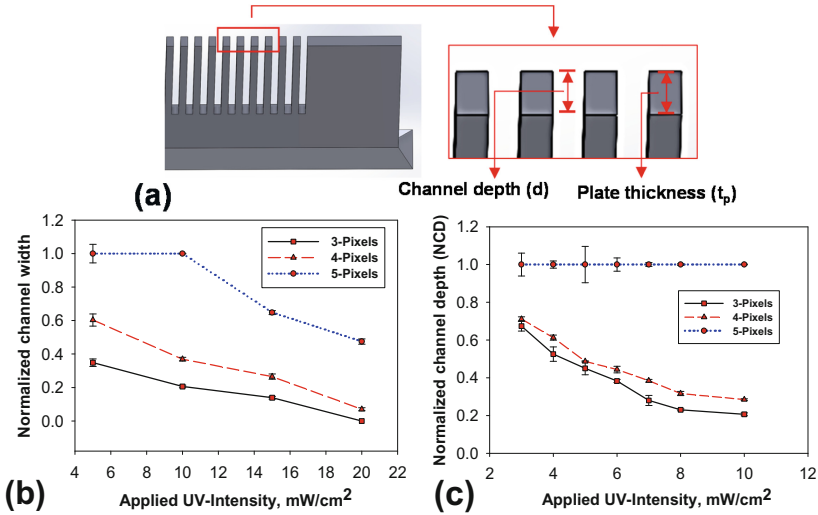 Channel depth (d)
Plate thickness (tp)
(a)
1.2
1.0
0.8
0.6
0.4
0.2
0.0
Normalized channel width
3-Pixels
4-Pixels
5-Pixels
4 6 8 10 12 14 16 18 20 22
Applied UV-Intensity, mW/cm2
(b)
1.2
1.0
0.8
0.6
0.4
0.2
0.0
Normalized channel depth (NCD)
3-Pixels
4-Pixels
5-Pixels
2 4 6 8 10 12
Applied UV-Intensity, mW/cm2
(c)